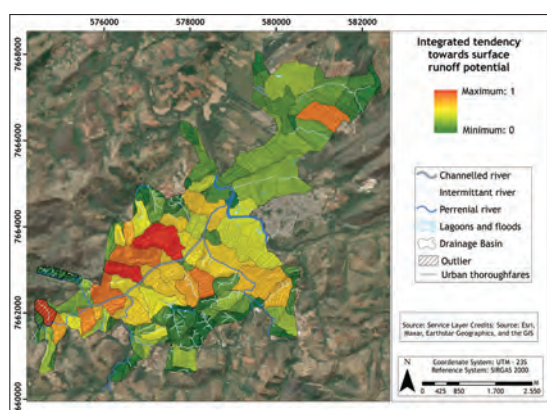 576000
578000
580000
582000
7668000
7666000
7664000
7662000
7660000
Integrated tendency
towards surface
runoff potential
Maximum: 1
Minimum: 0
Channelled river
Intermittant river
Perrenial river
Lagoons and floods
Drainage Basin
Outlier
Urban thoroughfares
Source: Service Layer Credits: Source: Esri,
Maxar, Earthstar Geographics, and the GIS
N
Coordenate System: UTM - 23S
Reference System: SIRGAS 2000
M
0 425 850 1.700 2.550